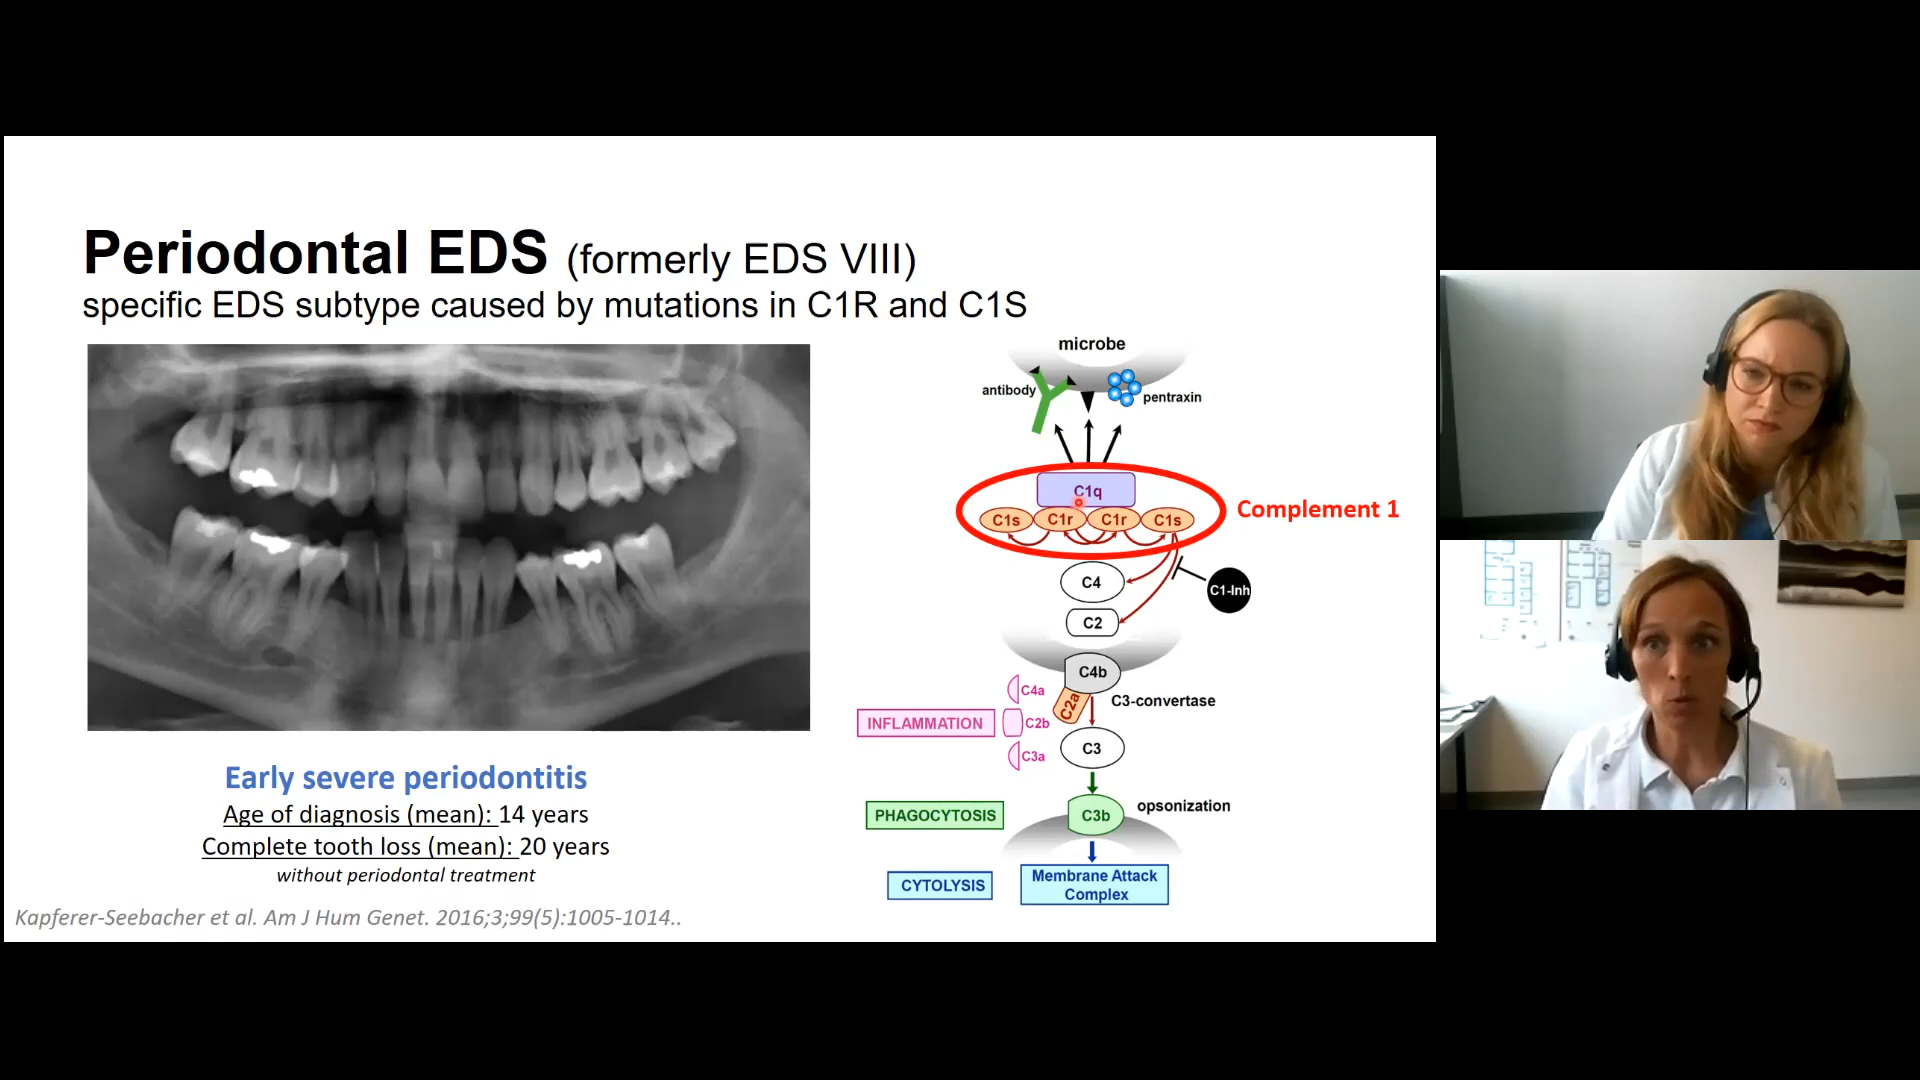 Periodontal EDS (formerly EDS VIII)
specific EDS subtype caused by mutations in C1R and C1S
microbe
antibody
pentraxin
C1q
C1s C1r C1r C1s
Complement 1
C4
C1-Inh
C2
C4b
C4a
C2a
C3-convertase
INFLAMMATION
C2b
C3
C3a
Early severe periodontitis
Age of diagnosis (mean): 14 years
Complete tooth loss (mean): 20 years
without periodontal treatment
opsonization
PHAGOCYTOSIS
C3b
CYTOLYSIS
Membrane Attack
Complex
Kapferer-Seebacher et al. Am J Hum Genet. 2016;3;99(5):1005-1014..